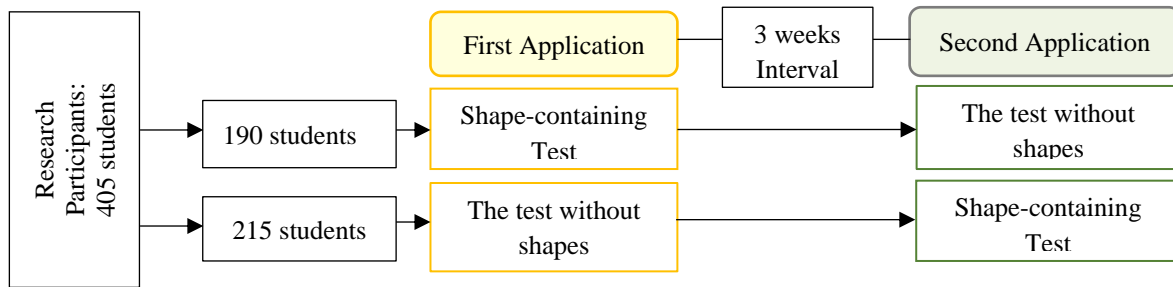 Research
Participants:
405 students
First Application
3 weeks
Interval
Second Application
190 students
Shape-containing
Test
The test without
shapes
215 students
The test without
shapes
Shape-containing
Test